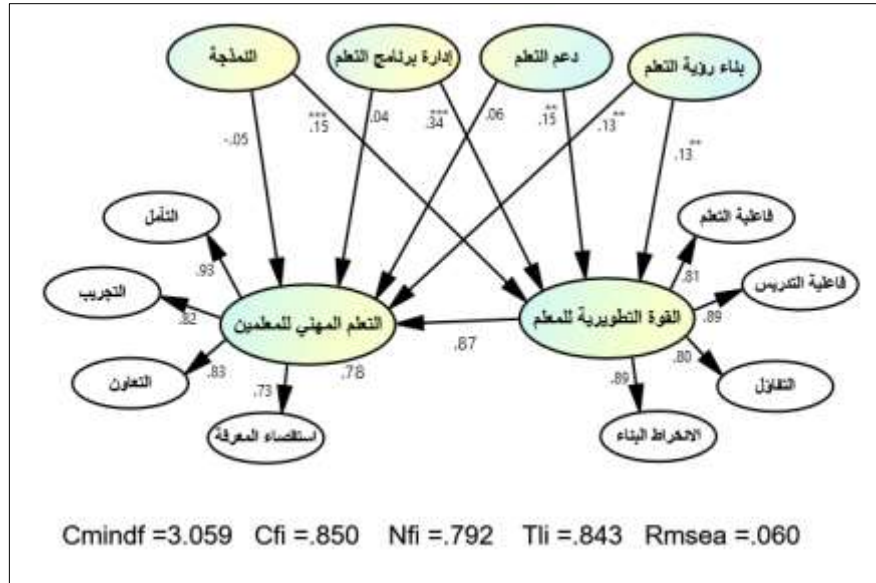 النمذجة
إدارة برنامج التعلم
دعم التعلم
بناء رؤية التعلم
-.05
***
.15
.04
***
.34
.06
**
.15
.13**
.13**
التأمل
.93
التجريب
.82
التعاون
.83
استقصاء المعرفة
.73
التعلم المهني للمعلمين
.78
.87
القوة التطويرية للمعلم
فاعلية التعلم
.81
فاعلية التدريس
.89
التفاؤل
.80
الانخراط البناء
.89
Cmindf =3.059 Cfi =.850 Nfi =.792 Tli =.843 Rmsea =.060